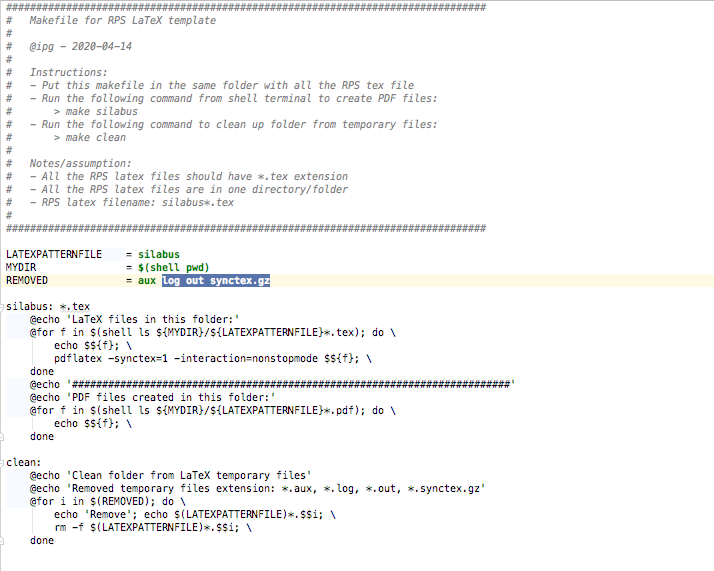 ################################################################################
#   Makefile for RPS LaTeX template
#
#   @ipg - 2020-04-14
#
#   Instructions:
#   - Put this makefile in the same folder with all the RPS tex file
#   - Run the following command from shell terminal to create PDF files:
#       > make silabus
#   - Run the following command to clean up folder from temporary files:
#       > make clean
#
#   Notes/assumption:
#   - All the RPS latex files should have *.tex extension
#   - All the RPS latex files are in one directory/folder
#   - RPS latex filename: silabus*.tex
#
################################################################################
LATEXPATTERNFILE    = silabus
MYDIR               = $(shell pwd)
REMOVED             = aux log out synctex.gz
silabus: *.tex
    @echo 'LaTeX files in this folder:'
    @for f in $(shell ls ${MYDIR}/${LATEXPATTERNFILE}*.tex); do \
        echo $${f}; \
        pdflatex -synctex=1 -interaction=nonstopmode $${f}; \
    done
    @echo '#########################################################################'
    @echo 'PDF files created in this folder:'
    @for f in $(shell ls ${MYDIR}/${LATEXPATTERNFILE}*.pdf); do \
        echo $${f}; \
    done
clean:
    @echo 'Clean folder from LaTeX temporary files'
    @echo 'Removed temporary files extension: *.aux, *.log, *.out, *.synctex.gz'
    @for i in $(REMOVED); do \
        echo 'Remove'; echo $(LATEXPATTERNFILE)*.$$i; \
        rm -f $(LATEXPATTERNFILE)*.$$i; \
    done